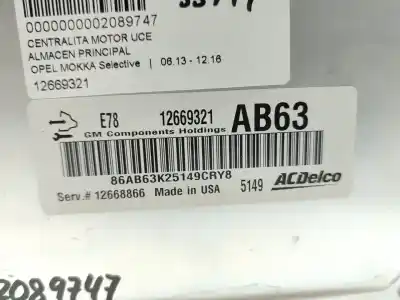 0000000002089747
CENTRALITA MOTOR UCE
ALMACEN PRINCIPAL
OPEL MOKKA Selective | 06.13 - 12.16
12669321
E78 12669321 AB63
GM Components Holdings
86AB63K25149CRY8
Serv.# 12668866 Made in USA 5149 ACDelco
2089747